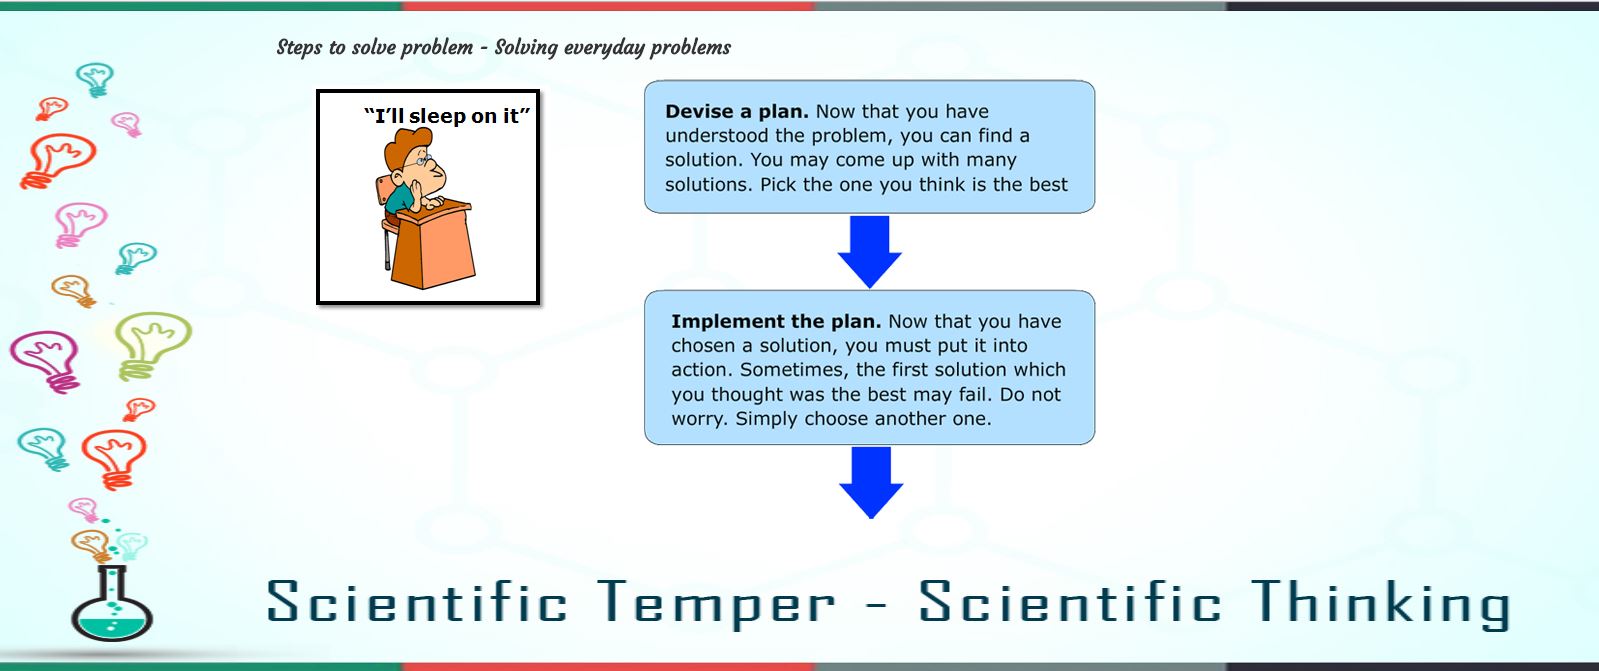 Steps to solve problem - Solving everyday problems
“I’ll sleep on it”
Devise a plan. Now that you have
understood the problem, you can find a
solution. You may come up with many
solutions. Pick the one you think is the best
Implement the plan. Now that you have
chosen a solution, you must put it into
action. Sometimes, the first solution which
you thought was the best may fail. Do not
worry. Simply choose another one.
Scientific Temper - Scientific Thinking